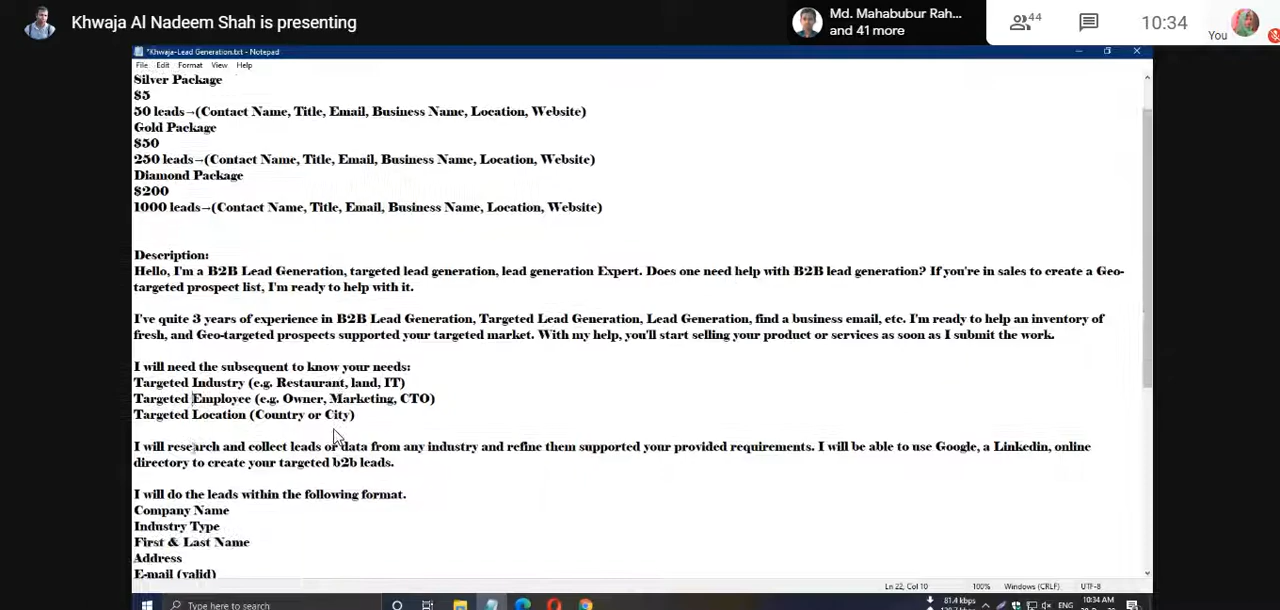 Khwaja Al Nadeem Shah is presenting
Md. Mahabubur Rah...
and 41 more
44
10:34
You
*Khwaja-Lead Generation.txt - Notepad
File Edit Format View Help
Silver Package
$5
50 leads→(Contact Name, Title, Email, Business Name, Location, Website)
Gold Package
$50
250 leads→(Contact Name, Title, Email, Business Name, Location, Website)
Diamond Package
$200
1000 leads→(Contact Name, Title, Email, Business Name, Location, Website)
Description:
Hello, I'm a B2B Lead Generation, targeted lead generation, lead generation Expert. Does one need help with B2B lead generation? If you're in sales to create a Geo-
targeted prospect list, I'm ready to help with it.
I've quite 3 years of experience in B2B Lead Generation, Targeted Lead Generation, Lead Generation, find a business email, etc. I'm ready to help an inventory of
fresh, and Geo-targeted prospects supported your targeted market. With my help, you'll start selling your product or services as soon as I submit the work.
I will need the subsequent to know your needs:
Targeted Industry (e.g. Restaurant, land, IT)
Targeted Employee (e.g. Owner, Marketing, CTO)
Targeted Location (Country or City)
I will research and collect leads or data from any industry and refine them supported your provided requirements. I will be able to use Google, a Linkedin, online
directory to create your targeted b2b leads.
I will do the leads within the following format.
Company Name
Industry Type
First & Last Name
Address
E-mail (valid)
Ln 22, Col 10 100% Windows (CRLF) UTF-8
Type here to search
81.4 kbps
ENG
10:34 AM